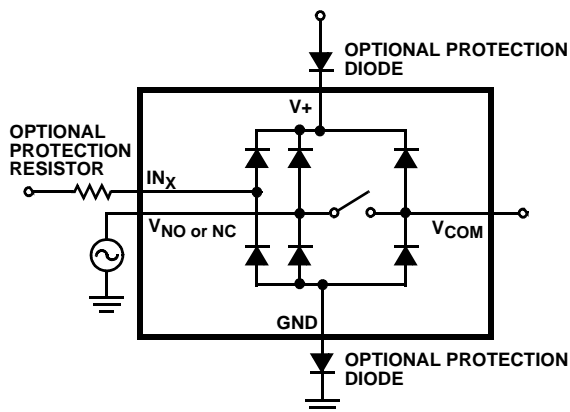 OPTIONAL PROTECTION
DIODE
V+
OPTIONAL
PROTECTION
RESISTOR
INX
VNO or NC
VCOM
GND
OPTIONAL PROTECTION
DIODE